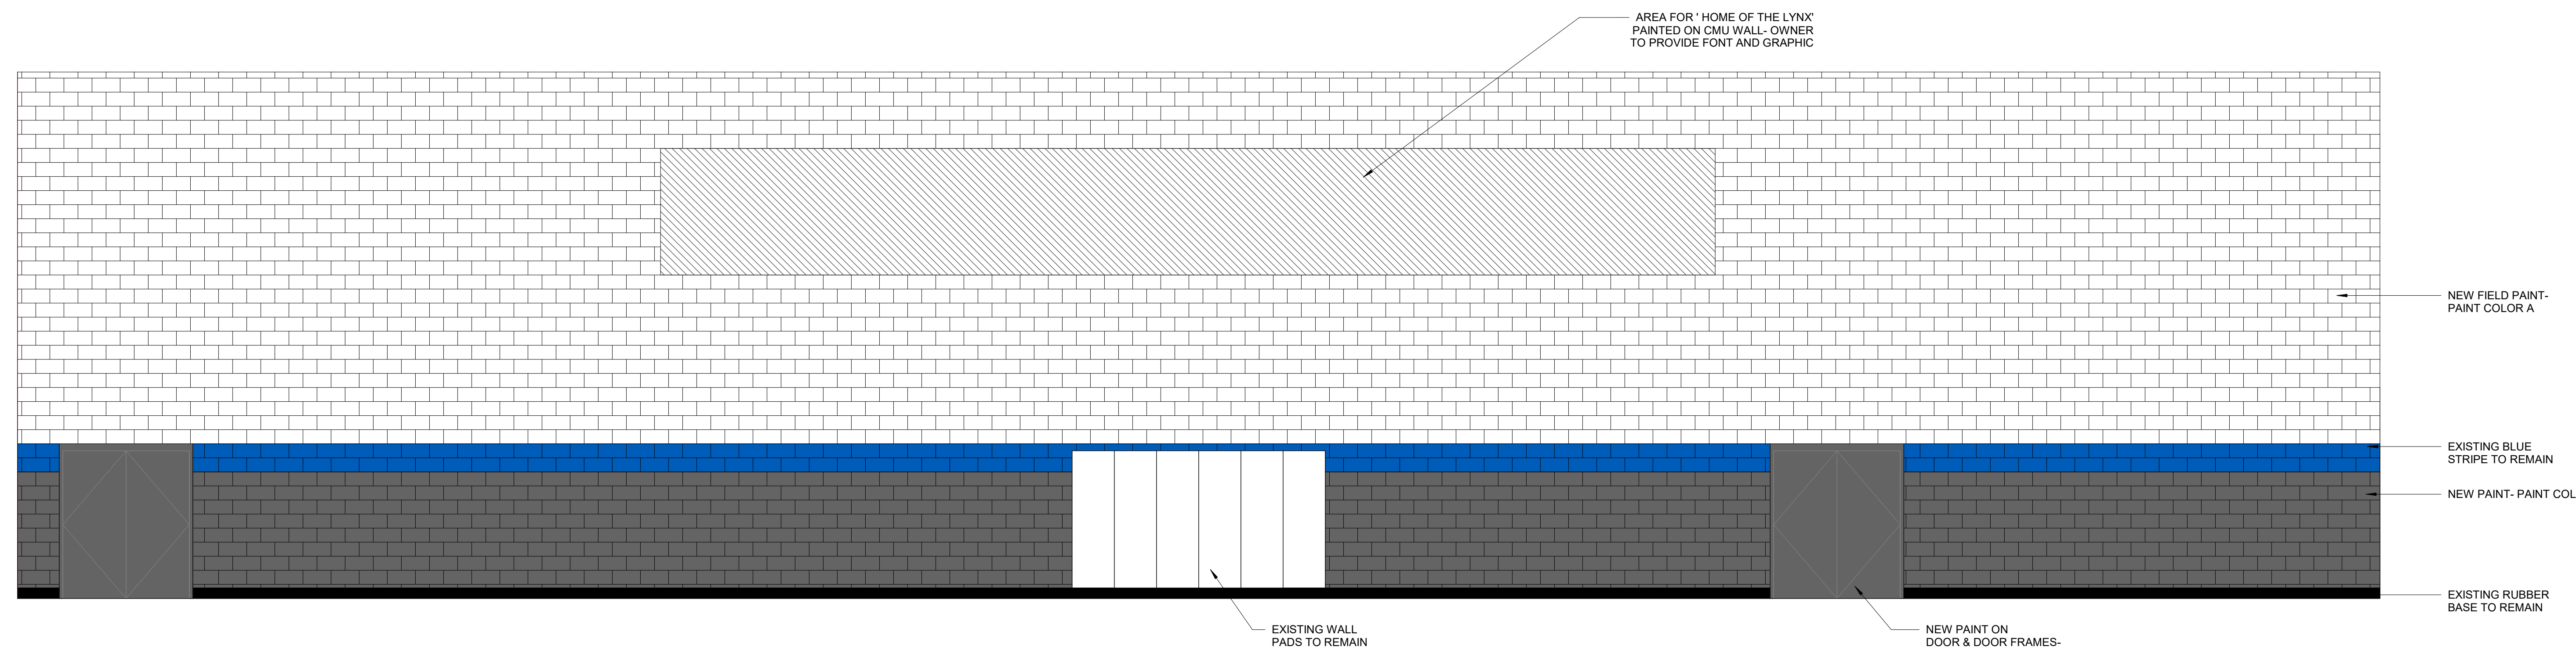 AREA FOR ' HOME OF THE LYNX'
PAINTED ON CMU WALL- OWNER
TO PROVIDE FONT AND GRAPHIC
NEW FIELD PAINT-
PAINT COLOR A
EXISTING BLUE
STRIPE TO REMAIN
NEW PAINT- PAINT COL
EXISTING RUBBER
BASE TO REMAIN
EXISTING WALL
PADS TO REMAIN
NEW PAINT ON
DOOR & DOOR FRAMES-